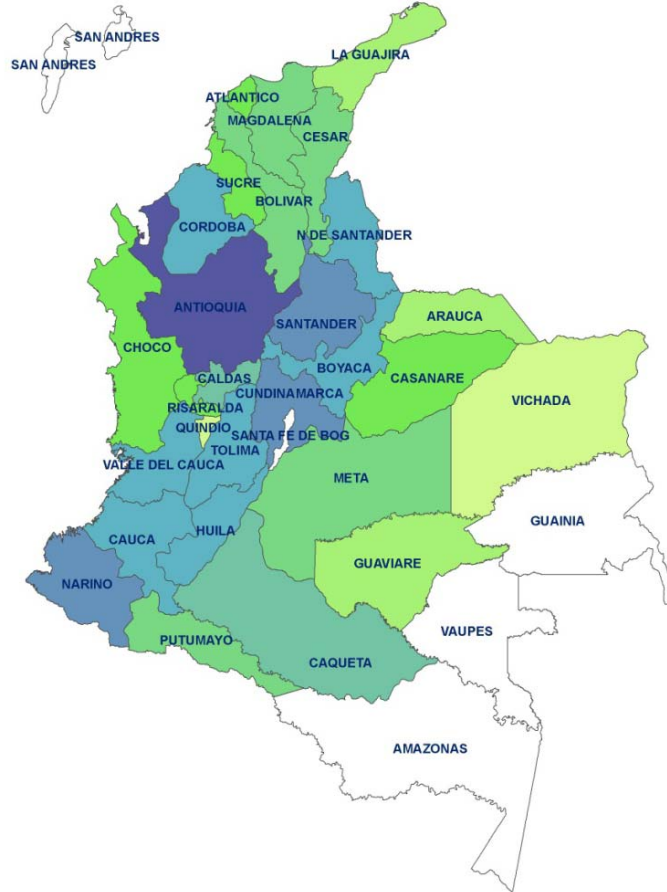 SAN ANDRES
SAN ANDRES
LA GUAJIRA
ATLANTICO
MAGDALENA
CESAR
SUCRE
BOLIVAR
CORDOBA
N DE SANTANDER
ANTIOQUIA
SANTANDER
ARAUCA
CHOCO
BOYACA
CALDAS
CASANARE
CUNDINAMARCA
VICHADA
RISARALDA
QUINDIO
SANTA FE DE BOG
TOLIMA
VALLE DEL CAUCA
META
GUAINIA
HUILA
CAUCA
GUAVIARE
NARINO
VAUPES
PUTUMAYO
CAQUETA
AMAZONAS